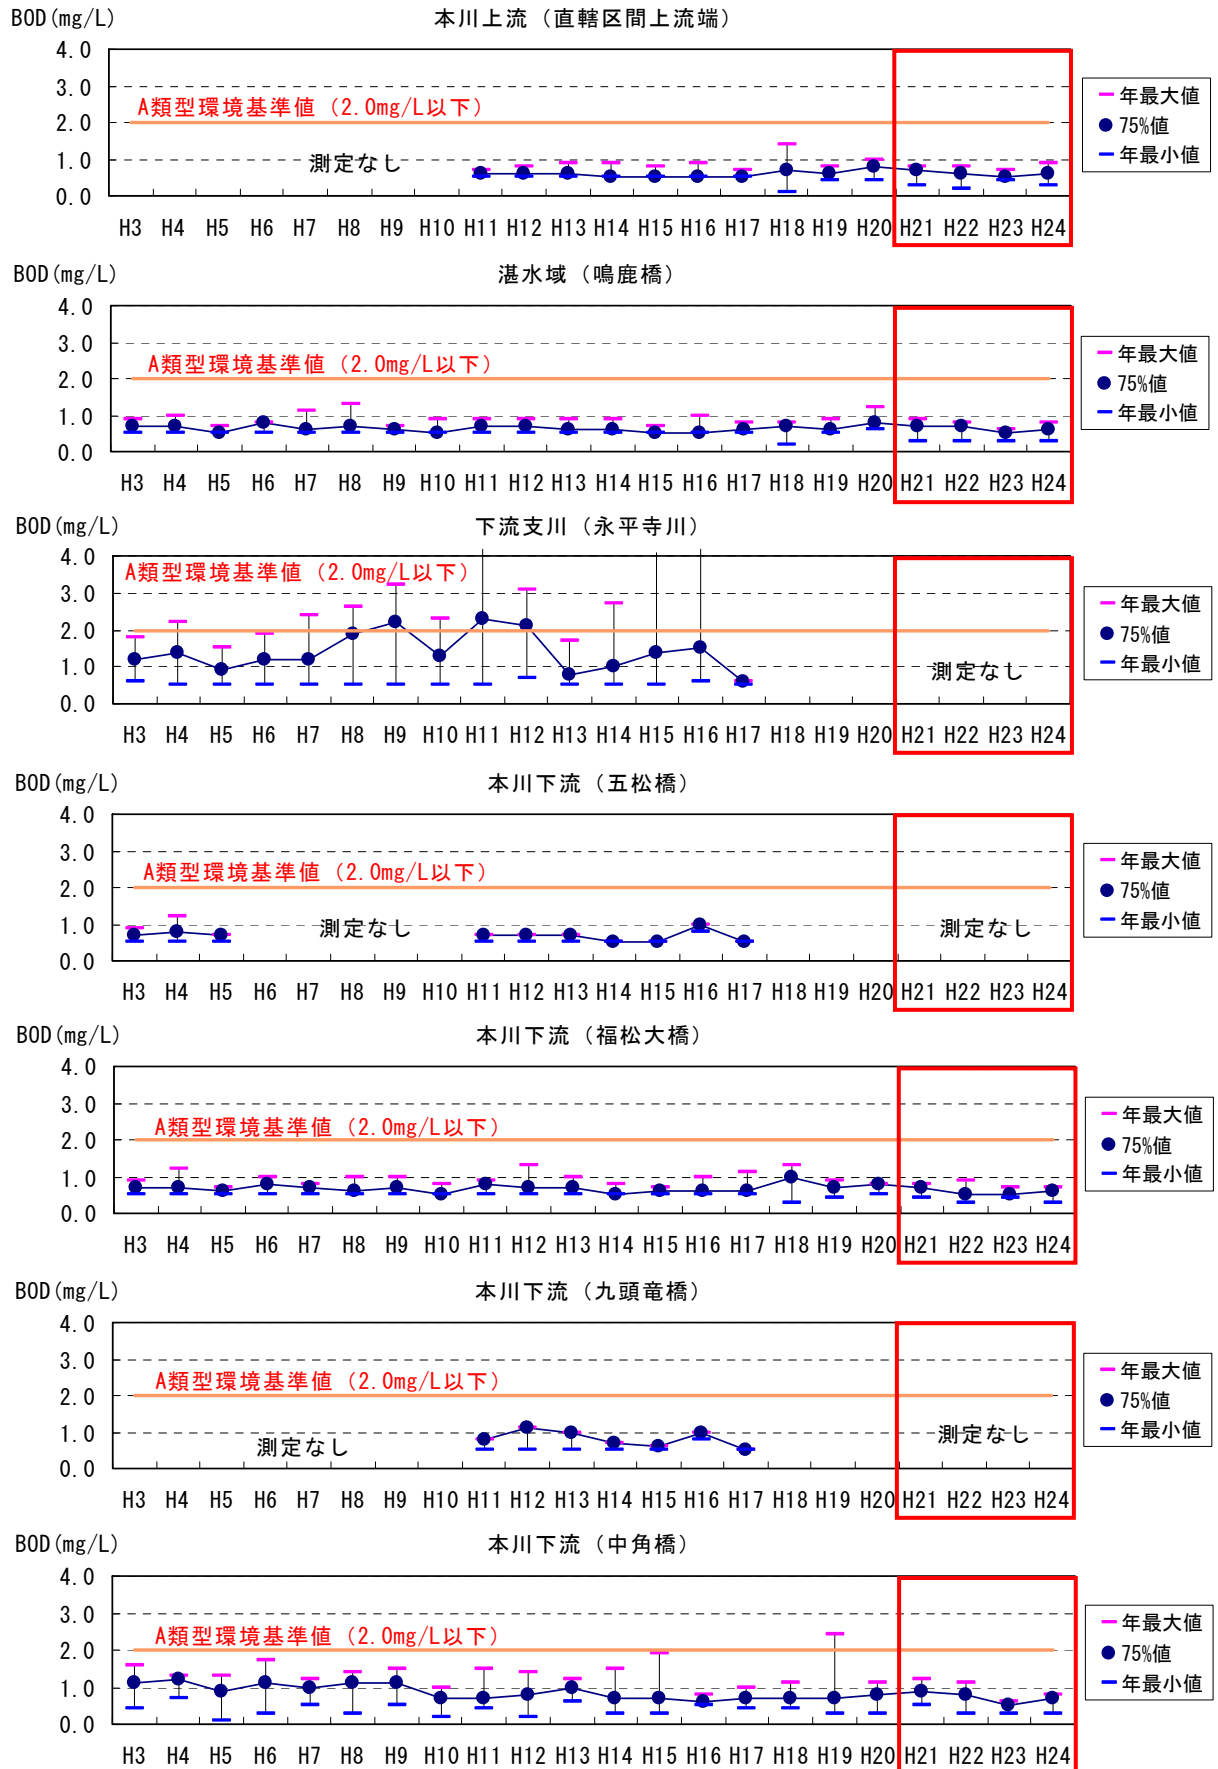 BOD(mg/L) 本川上流（直轄区間上流端）
4.0
3.0
2.0
1.0
0.0
A類型環境基準値（2.0mg/L以下）
測定なし
H3 H4 H5 H6 H7 H8 H9 H10 H11 H12 H13 H14 H15 H16 H17 H18 H19 H20 H21 H22 H23 H24
年最大値
75%値
年最小値
BOD(mg/L) 湛水域（鳴鹿橋）
4.0
3.0
2.0
1.0
0.0
A類型環境基準値（2.0mg/L以下）
H3 H4 H5 H6 H7 H8 H9 H10 H11 H12 H13 H14 H15 H16 H17 H18 H19 H20 H21 H22 H23 H24
年最大値
75%値
年最小値
BOD(mg/L) 下流支川（永平寺川）
4.0
3.0
2.0
1.0
0.0
A類型環境基準値（2.0mg/L以下）
測定なし
H3 H4 H5 H6 H7 H8 H9 H10 H11 H12 H13 H14 H15 H16 H17 H18 H19 H20 H21 H22 H23 H24
年最大値
75%値
年最小値
BOD(mg/L) 本川下流（五松橋）
4.0
3.0
2.0
1.0
0.0
A類型環境基準値（2.0mg/L以下）
測定なし 測定なし
H3 H4 H5 H6 H7 H8 H9 H10 H11 H12 H13 H14 H15 H16 H17 H18 H19 H20 H21 H22 H23 H24
年最大値
75%値
年最小値
BOD(mg/L) 本川下流（福松大橋）
4.0
3.0
2.0
1.0
0.0
A類型環境基準値（2.0mg/L以下）
H3 H4 H5 H6 H7 H8 H9 H10 H11 H12 H13 H14 H15 H16 H17 H18 H19 H20 H21 H22 H23 H24
年最大値
75%値
年最小値
BOD(mg/L) 本川下流（九頭竜橋）
4.0
3.0
2.0
1.0
0.0
A類型環境基準値（2.0mg/L以下）
測定なし 測定なし
H3 H4 H5 H6 H7 H8 H9 H10 H11 H12 H13 H14 H15 H16 H17 H18 H19 H20 H21 H22 H23 H24
年最大値
75%値
年最小値
BOD(mg/L) 本川下流（中角橋）
4.0
3.0
2.0
1.0
0.0
A類型環境基準値（2.0mg/L以下）
H3 H4 H5 H6 H7 H8 H9 H10 H11 H12 H13 H14 H15 H16 H17 H18 H19 H20 H21 H22 H23 H24
年最大値
75%値
年最小値